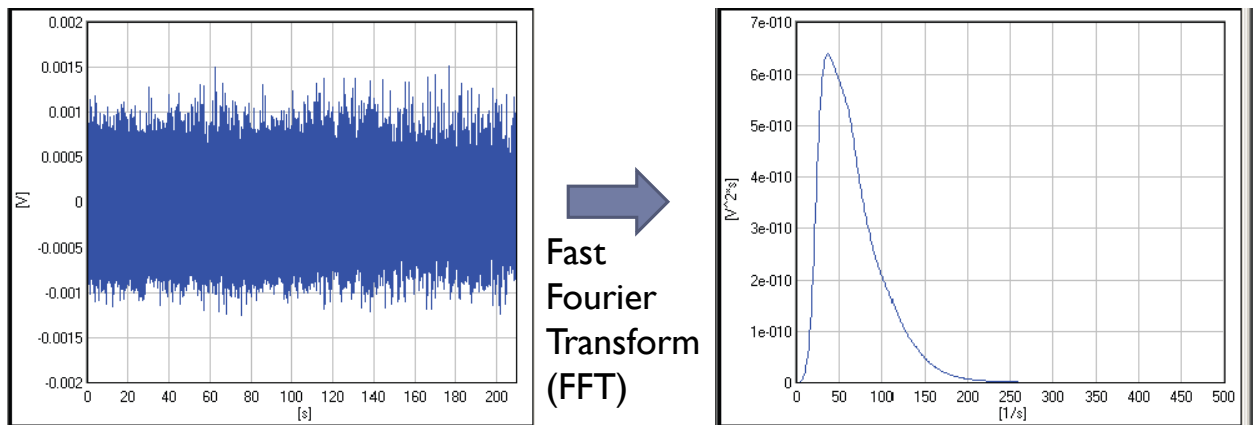 0.002
0.0015
0.001
0.0005
0
-0.0005
-0.001
-0.0015
-0.002
[V]
0 20 40 60 80 100 120 140 160 180 200
[s]
Fast
Fourier
Transform
(FFT)
7e-010
6e-010
5e-010
4e-010
3e-010
2e-010
1e-010
0
[V^2*s]
0 50 100 150 200 250 300 350 400 450 500
[1/s]